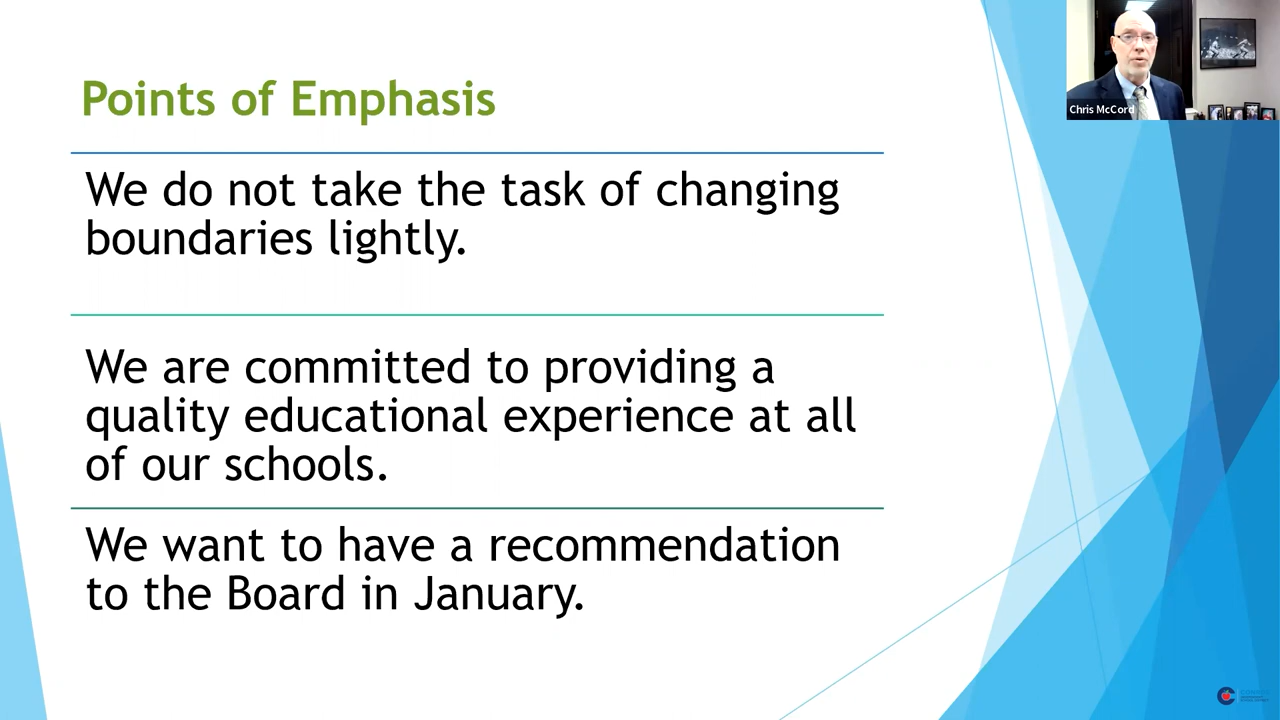 Points of Emphasis
Chris McCord
We do not take the task of changing
boundaries lightly.
We are committed to providing a
quality educational experience at all
of our schools.
We want to have a recommendation
to the Board in January.